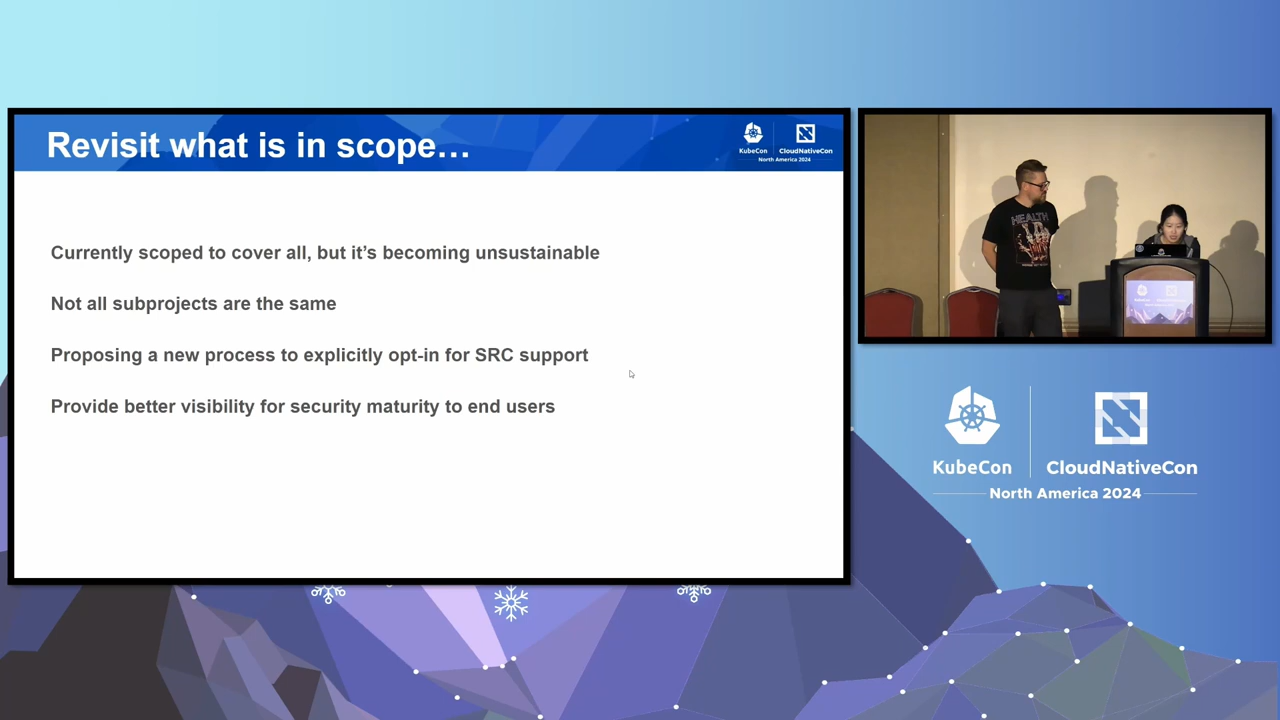 Revisit what is in scope…
KubeCon
CloudNativeCon
North America 2024
Currently scoped to cover all, but it’s becoming unsustainable
Not all subprojects are the same
Proposing a new process to explicitly opt-in for SRC support
Provide better visibility for security maturity to end users
HEALTH
KubeCon
CloudNativeCon
North America 2024